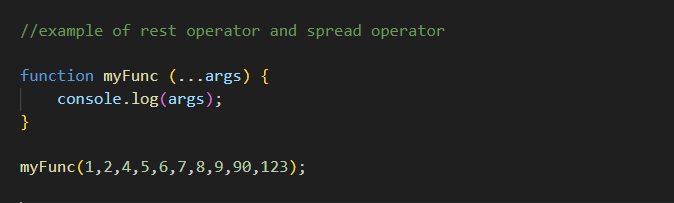 //example of rest operator and spread operator
function myFunc (...args) {
console.log(args);
}
myFunc(1,2,4,5,6,7,8,9,90,123);